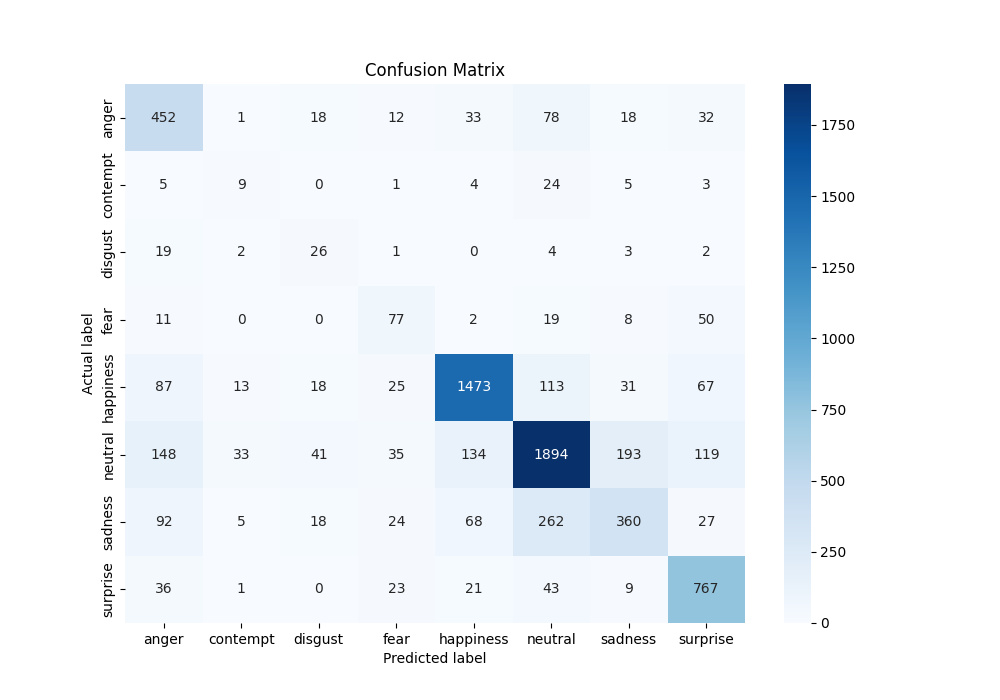 Confusion Matrix
Actual label
anger 452 1 18 12 33 78 18 32
contempt 5 9 0 1 4 24 5 3
disgust 19 2 26 1 0 4 3 2
fear 11 0 0 77 2 19 8 50
happiness 87 13 18 25 1473 113 31 67
neutral 148 33 41 35 134 1894 193 119
sadness 92 5 18 24 68 262 360 27
surprise 36 1 0 23 21 43 9 767
anger contempt disgust fear happiness neutral sadness surprise
Predicted label
1750
1500
1250
1000
750
500
250
0